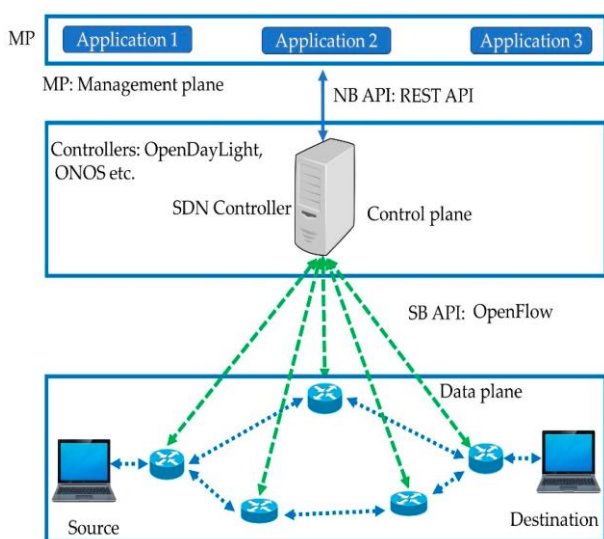 MP
Application 1
Application 2
Application 3
MP: Management plane
NB API: REST API
Controllers: OpenDayLight,
ONOS etc.
SDN Controller
Control plane
SB API: OpenFlow
Data plane
Source
Destination